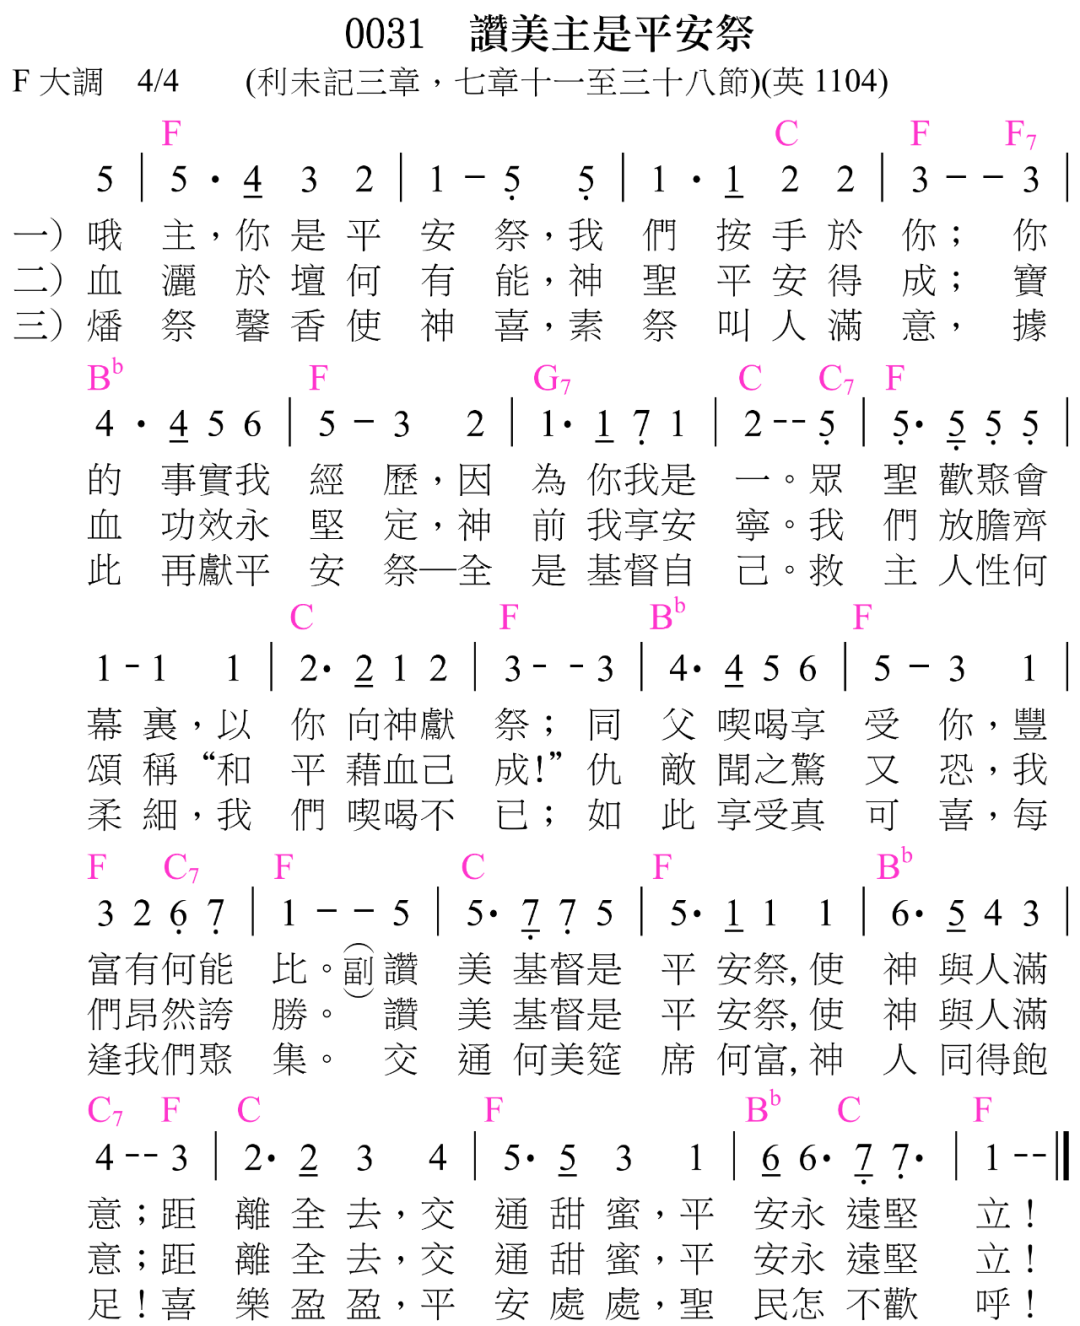 0031 讚美主是平安祭
F 大調 4/4 (利未記三章，七章十一至三十八節)(英 1104)
F C F F7
5 | 5 · 4 3 2 | 1 – 5 5 | 1 · 1 2 2 | 3 – – 3 |
一）哦 主，你 是 平 安 祭，我 們 按 手 於 你； 你
二）血 灑 於 壇 何 有 能，神 聖 平 安 得 成； 寶
三）燔 祭 馨 香 使 神 喜，素 祭 叫 人 滿 意， 據
Bb F G7 C C7 F
4 · 4 5 6 | 5 – 3 2 | 1· 1 7 1 | 2 -- 5 | 5· 5 5 5 |
的 事實我 經 歷，因 為 你我是 一。眾 聖 歡聚會
血 功效永 堅 定，神 前 我享安 寧。我 們 放膽齊
此 再獻平 安 祭—全 是 基督自 己。救 主 人性何
C F Bb F
1 - 1 1 | 2· 2 1 2 | 3 - - 3 | 4· 4 5 6 | 5 – 3 1 |
幕 裏，以 你 向神獻 祭； 同 父 喫喝享 受 你，豐
頌 稱“和 平 藉血己 成!” 仇 敵 聞之驚 又 恐，我
柔 細，我 們 喫喝不 已； 如 此 享受真 可 喜，每
F C7 F C F Bb
3 2 6 7 | 1 – – 5 | 5· 7 7 5 | 5· 1 1 1 | 6· 5 4 3 |
富有何能 比。(副)讚 美 基督是 平 安祭,使 神 與人滿
們昂然誇 勝。 讚 美 基督是 平 安祭,使 神 與人滿
逢我們聚 集。 交 通 何美筵 席 何富,神 人 同得飽
C7 F C F Bb C F
4 -- 3 | 2· 2 3 4 | 5· 5 3 1 | 6 6· 7 7· | 1 -- ‖
意；距 離 全 去，交 通 甜 蜜，平 安永 遠堅 立！
意；距 離 全 去，交 通 甜 蜜，平 安永 遠堅 立！
足！喜 樂 盈 盈，平 安 處 處，聖 民怎 不歡 呼！